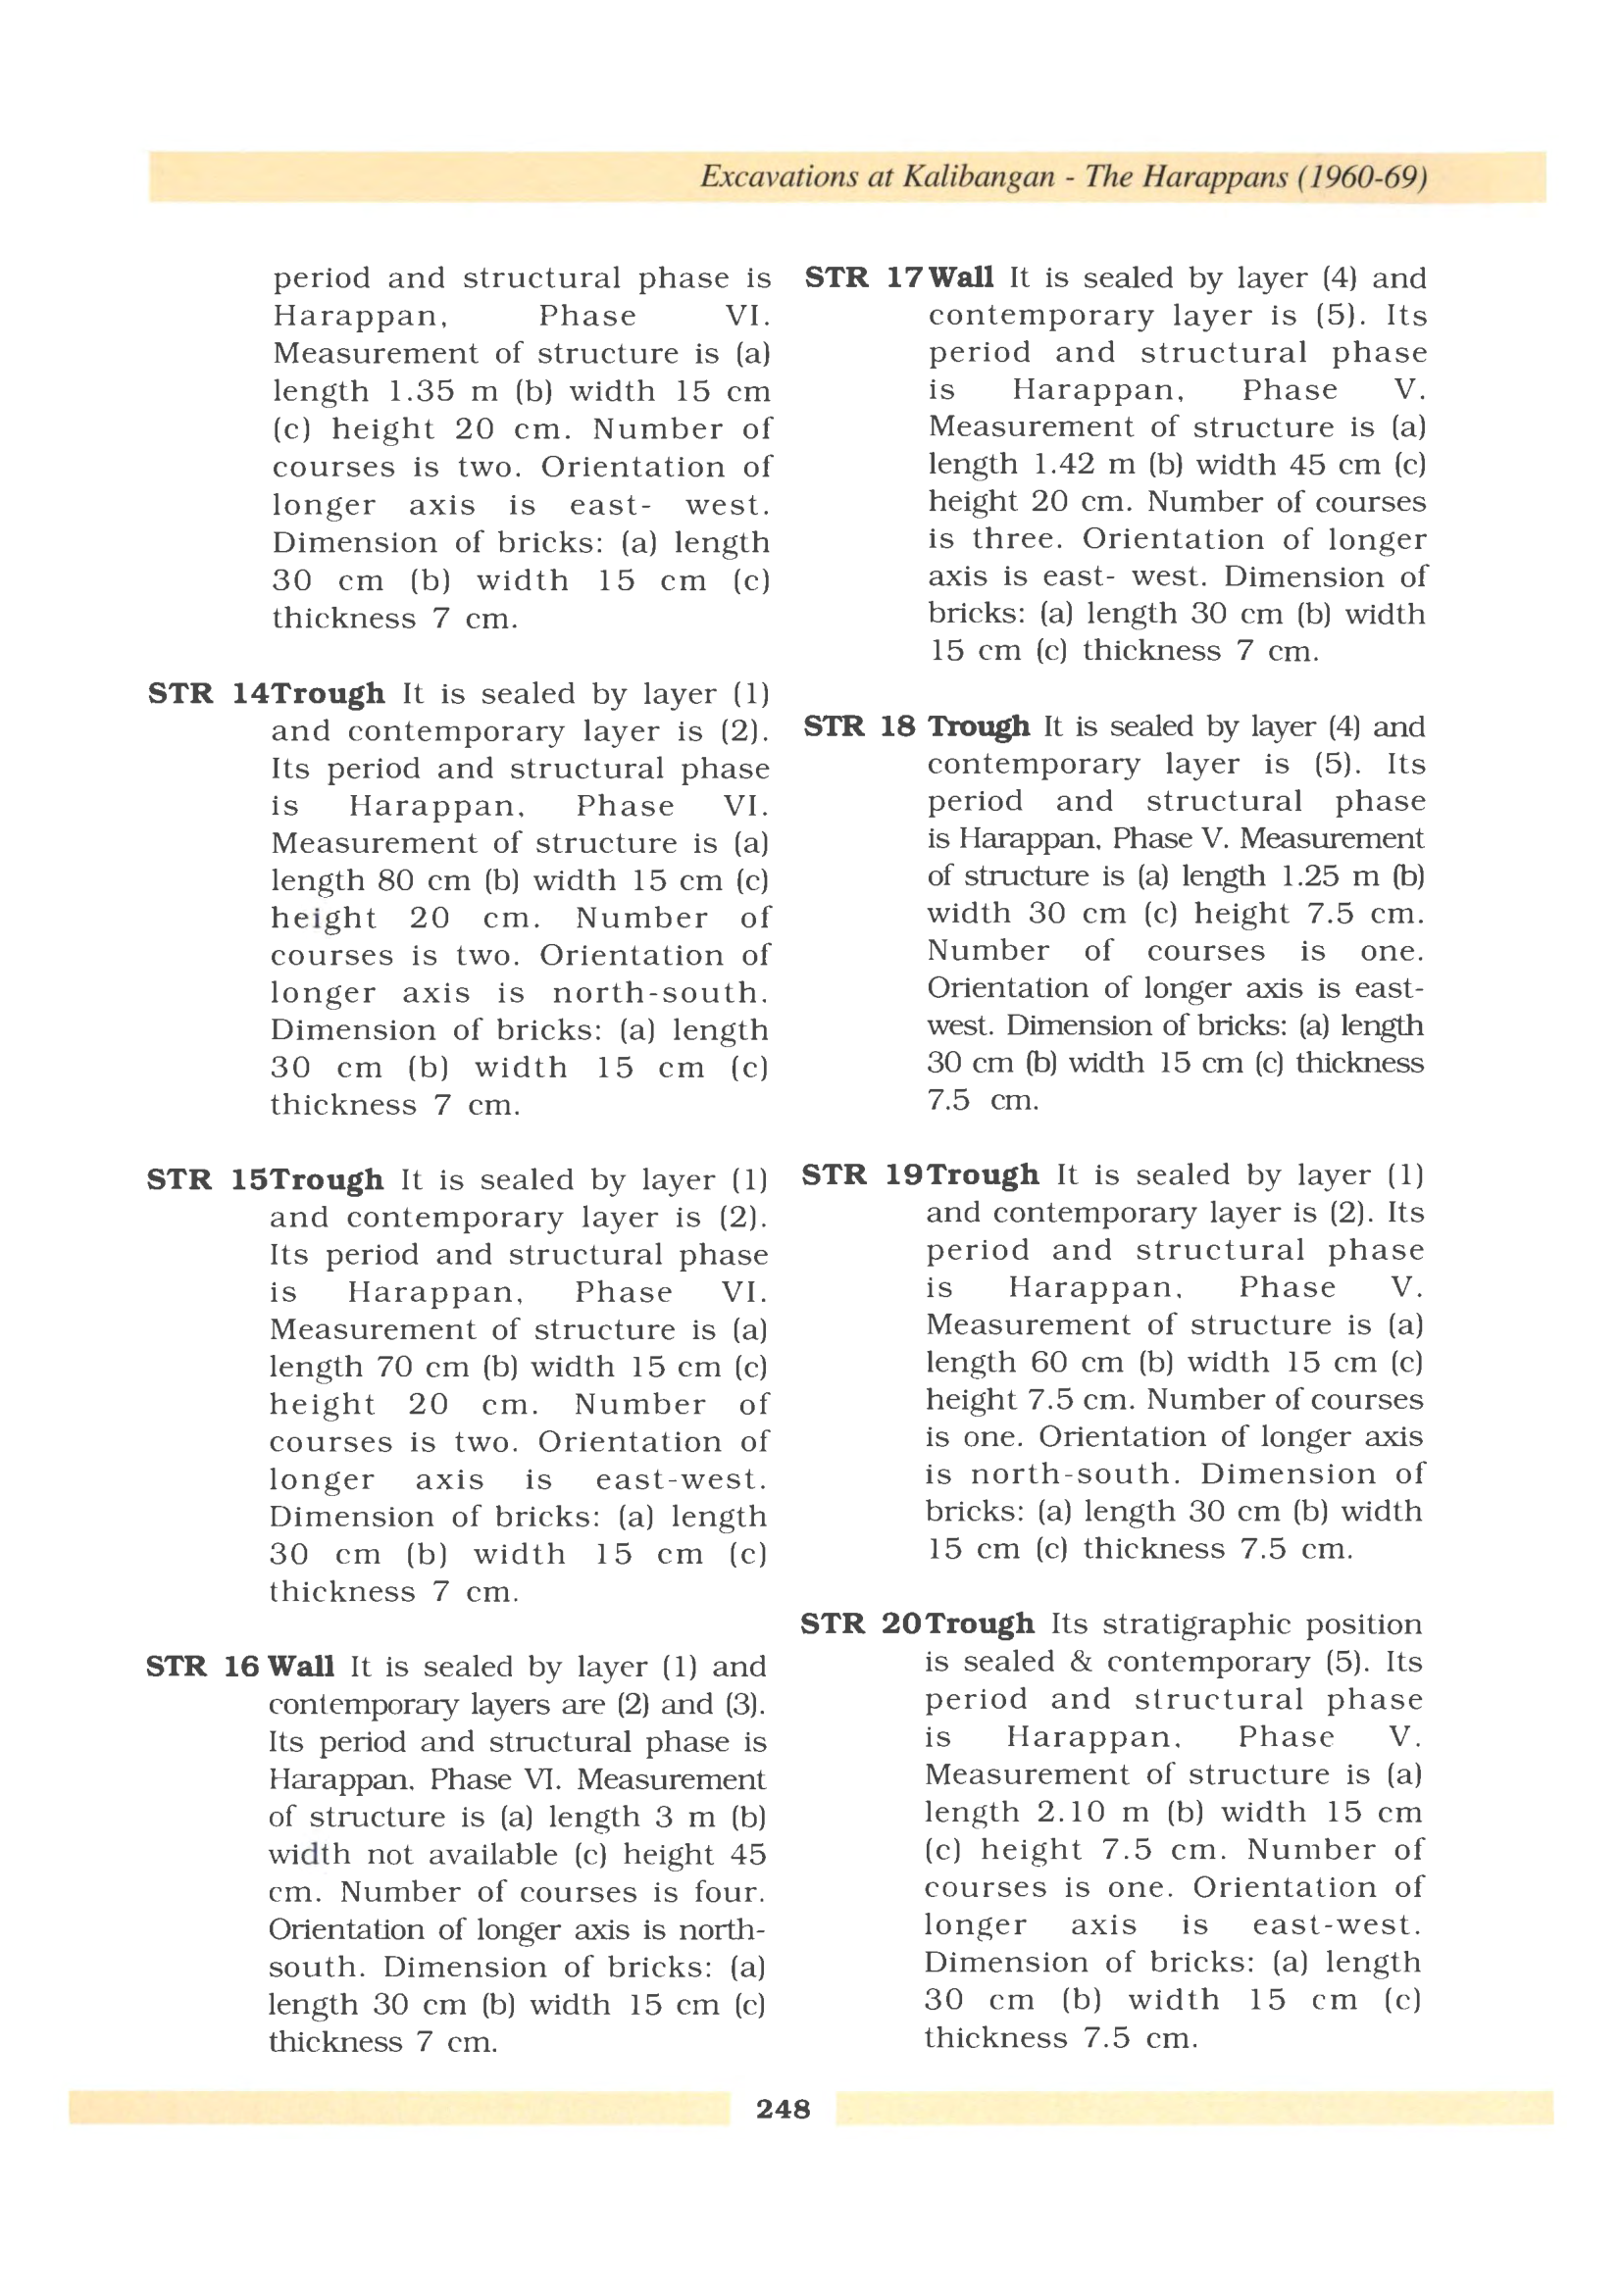 Excavations at Kalibangan - The Harappans (1960-69)
period and structural phase is
Harappan, Phase VI.
Measurement of structure is (a)
length 1.35 m (b) width 15 cm
(c) height 20 cm. Number of
courses is two. Orientation of
longer axis is east- west.
Dimension of bricks: (a) length
30 cm (b) width 15 cm (c)
thickness 7 cm.
STR 14 Trough It is sealed by layer (1)
and contemporary layer is (2).
Its period and structural phase
is Harappan, Phase VI.
Measurement of structure is (a)
length 80 cm (b) width 15 cm (c)
height 20 cm. Number of
courses is two. Orientation of
longer axis is north-south.
Dimension of bricks: (a) length
30 cm (b) width 15 cm (c)
thickness 7 cm.
STR 15 Trough It is sealed by layer (1)
and contemporary layer is (2).
Its period and structural phase
is Harappan, Phase VI.
Measurement of structure is (a)
length 70 cm (b) width 15 cm (c)
height 20 cm. Number of
courses is two. Orientation of
longer axis is east-west.
Dimension of bricks: (a) length
30 cm (b) width 15 cm (c)
thickness 7 cm.
STR 16 Wall It is sealed by layer (1) and
contemporary layers are (2) and (3).
Its period and structural phase is
Harappan, Phase VI. Measurement
of structure is (a) length 3 m (b)
width not available (c) height 45
cm. Number of courses is four.
Orientation of longer axis is north-
south. Dimension of bricks: (a)
length 30 cm (b) width 15 cm (c)
thickness 7 cm.
STR 17 Wall It is sealed by layer (4) and
contemporary layer is (5). Its
period and structural phase
is Harappan, Phase V.
Measurement of structure is (a)
length 1.42 m (b) width 45 cm (c)
height 20 cm. Number of courses
is three. Orientation of longer
axis is east- west. Dimension of
bricks: (a) length 30 cm (b) width
15 cm (c) thickness 7 cm.
STR 18 Trough It is sealed by layer (4) and
contemporary layer is (5). Its
period and structural phase
is Harappan, Phase V. Measurement
of structure is (a) length 1.25 m (b)
width 30 cm (c) height 7.5 cm.
Number of courses is one.
Orientation of longer axis is east-
west. Dimension of bricks: (a) length
30 cm (b) width 15 cm (c) thickness
7.5 cm.
STR 19 Trough It is sealed by layer (1)
and contemporary layer is (2). Its
period and structural phase
is Harappan, Phase V.
Measurement of structure is (a)
length 60 cm (b) width 15 cm (c)
height 7.5 cm. Number of courses
is one. Orientation of longer axis
is north-south. Dimension of
bricks: (a) length 30 cm (b) width
15 cm (c) thickness 7.5 cm.
STR 20 Trough Its stratigraphic position
is sealed & contemporary (5). Its
period and structural phase
is Harappan, Phase V.
Measurement of structure is (a)
length 2.10 m (b) width 15 cm
(c) height 7.5 cm. Number of
courses is one. Orientation of
longer axis is east-west.
Dimension of bricks: (a) length
30 cm (b) width 15 cm (c)
thickness 7.5 cm.
248